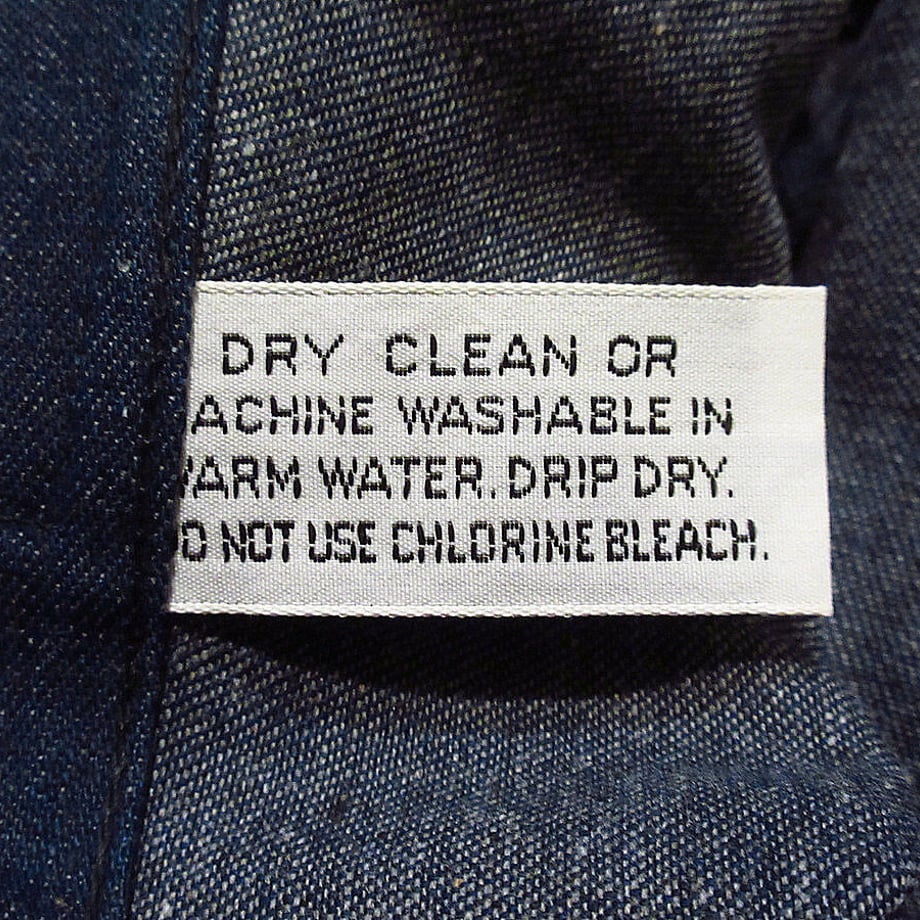 DRY CLEAN OR
ACHINE WASHABLE IN
ARM WATER. DRIP DRY.
O NOT USE CHLORINE BLEACH.